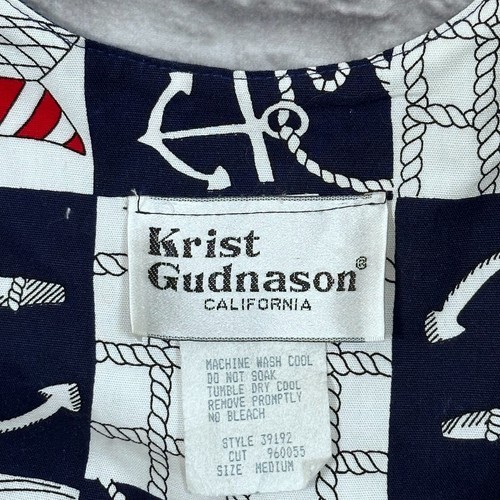 Krist
Gudnason®
CALIFORNIA
MACHINE WASH COOL
DO NOT SOAK
TUMBLE DRY COOL
REMOVE PROMPTLY
NO BLEACH
STYLE 39192
CUT 960055
SIZE MEDIUM